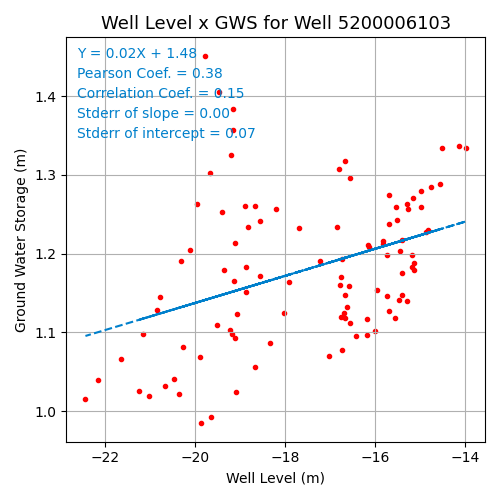 Well Level x GWS for Well 5200006103
Y = 0.02X + 1.48
Pearson Coef. = 0.38
Correlation Coef. = 0.15
Stderr of slope = 0.00
Stderr of intercept = 0.07
Ground Water Storage (m)
1.4
1.3
1.2
1.1
1.0
−22 −20 −18 −16 −14
Well Level (m)